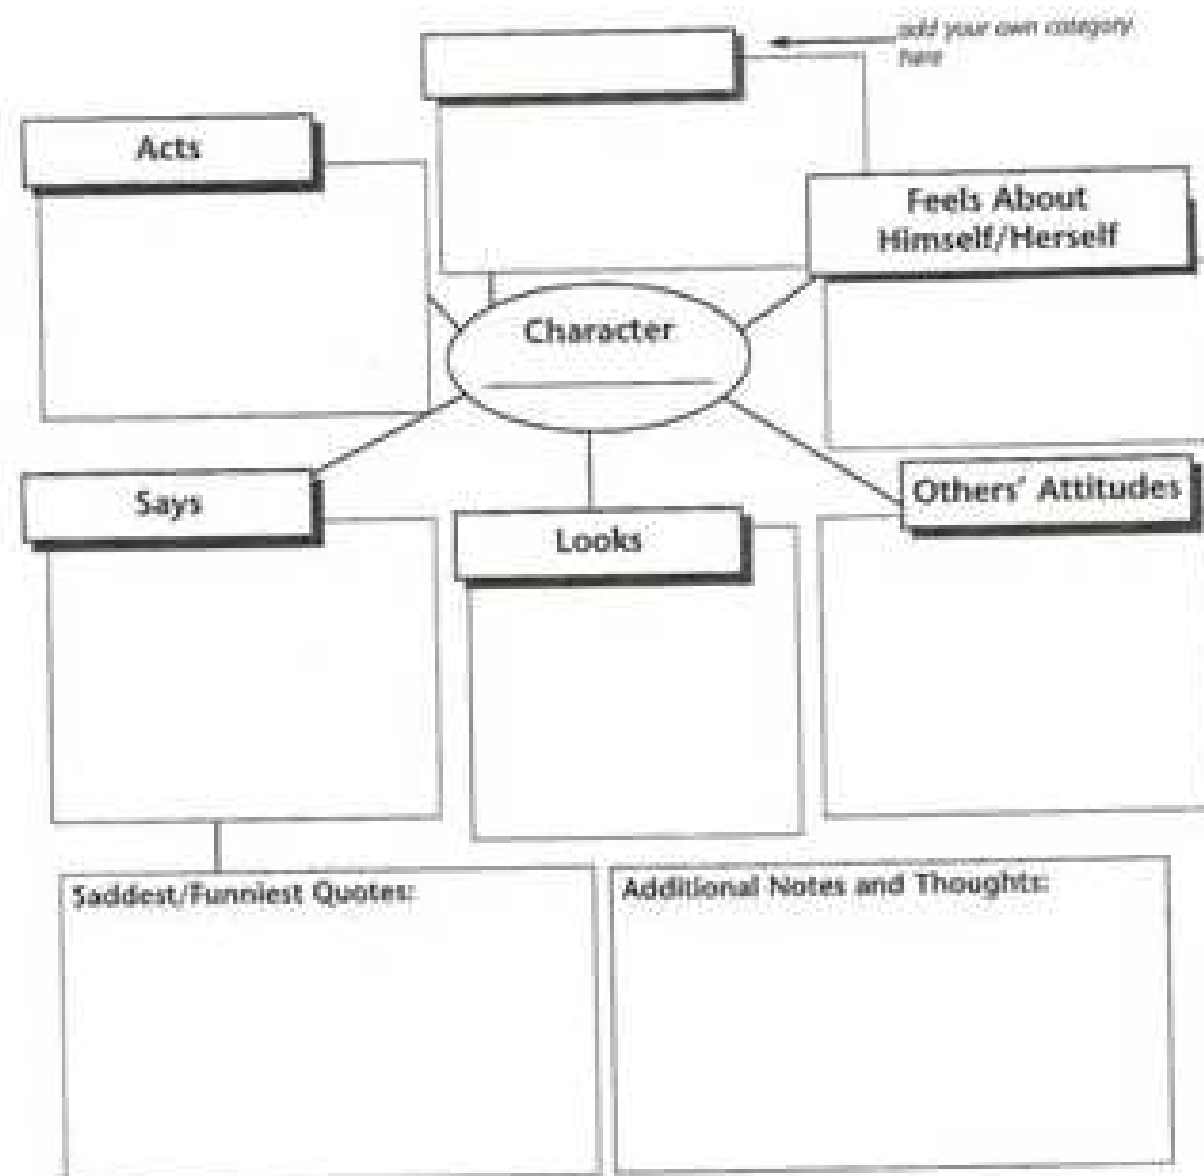 add your own category
here
Acts
Feels About
Himself/Herself
Character
Says
Looks
Others' Attitudes
Saddest/Funniest Quotes:
Additional Notes and Thoughts: